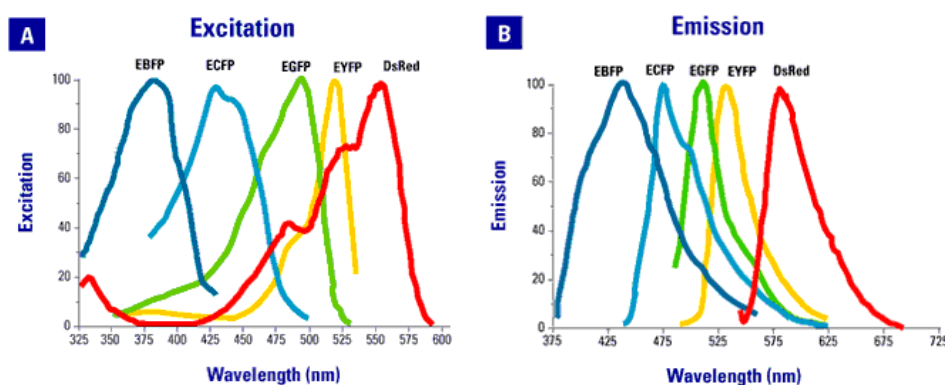 A
Excitation
EBFP ECFP EGFP EYFP DsRed
100
80
60
40
20
0
Excitation
325 350 375 400 425 450 475 500 525 550 575 600
Wavelength (nm)
B
Emission
EBFP ECFP EGFP EYFP DsRed
100
80
60
40
20
0
Emission
375 425 475 525 575 625 675 725
Wavelength (nm)